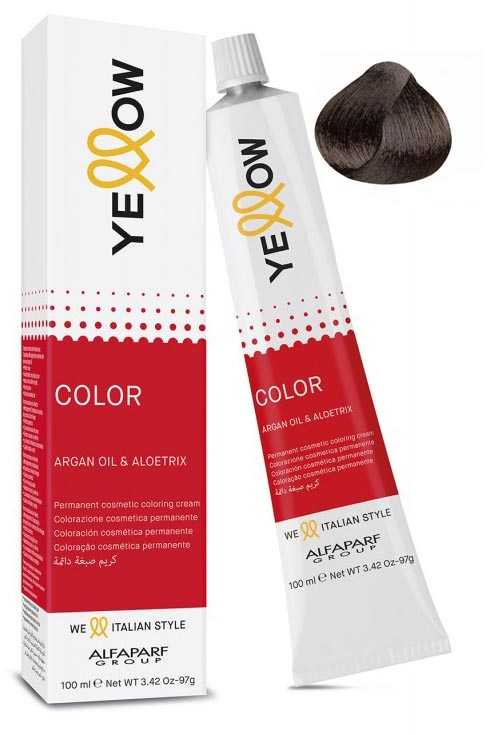 YELLOW
COLOR
ARGAN OIL & ALOETRIX
Permanent cosmetic coloring cream
Colorazione cosmetica permanente
Coloración cosmética permanente
Coloração cosmética permanente
كريم صبغة دائمة
WE ITALIAN STYLE
ALFAPARF
GROUP
100 ml ℮ Net WT 3.42 Oz-97g
YELLOW
COLOR
ARGAN OIL & ALOETRIX
Permanent cosmetic coloring cream
Colorazione cosmetica permanente
Coloración cosmética permanente
Coloração cosmética permanente
كريم صبغة دائمة
WE ITALIAN STYLE
ALFAPARF
GROUP
100 ml ℮ Net WT 3.42 Oz-97g